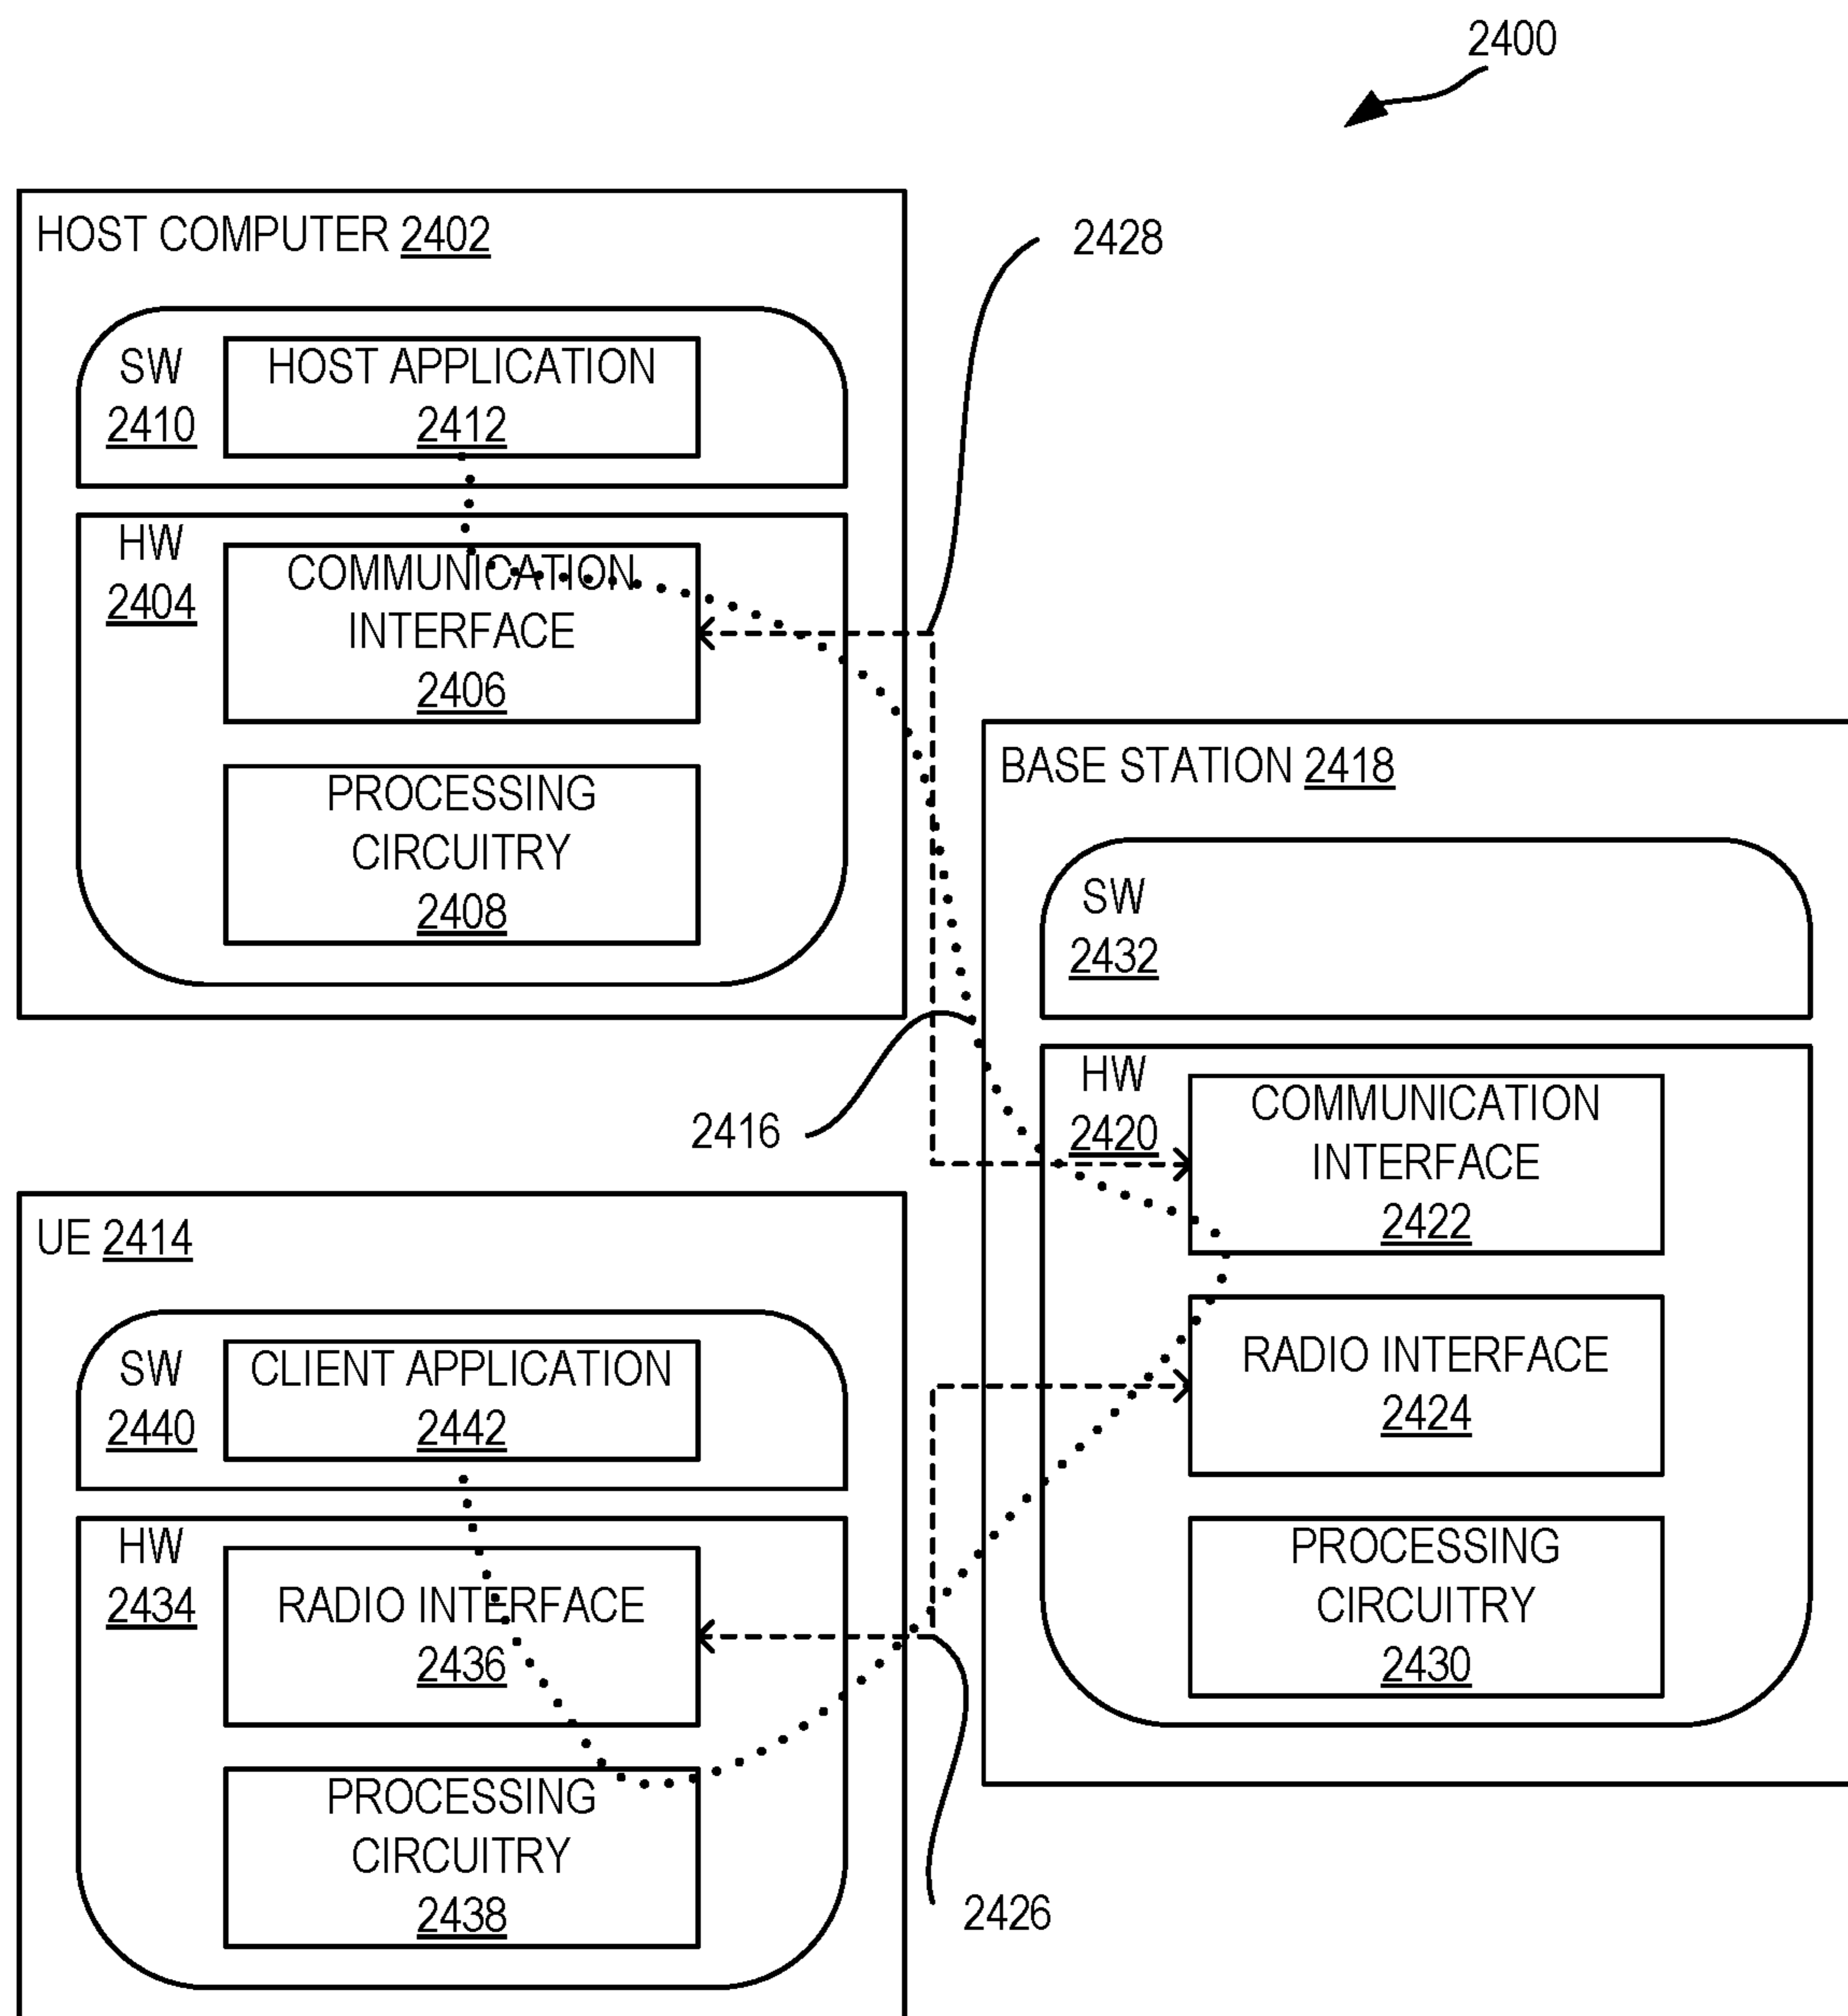 2400
HOST COMPUTER 2402
2428
SW
2410
HOST APPLICATION
2412
HW
2404
COMMUNICATION
INTERFACE
2406
PROCESSING
CIRCUITRY
2408
BASE STATION 2418
SW
2432
2416
HW
2420
COMMUNICATION
INTERFACE
2422
RADIO INTERFACE
2424
PROCESSING
CIRCUITRY
2430
UE 2414
SW
2440
CLIENT APPLICATION
2442
HW
2434
RADIO INTERFACE
2436
PROCESSING
CIRCUITRY
2438
2426